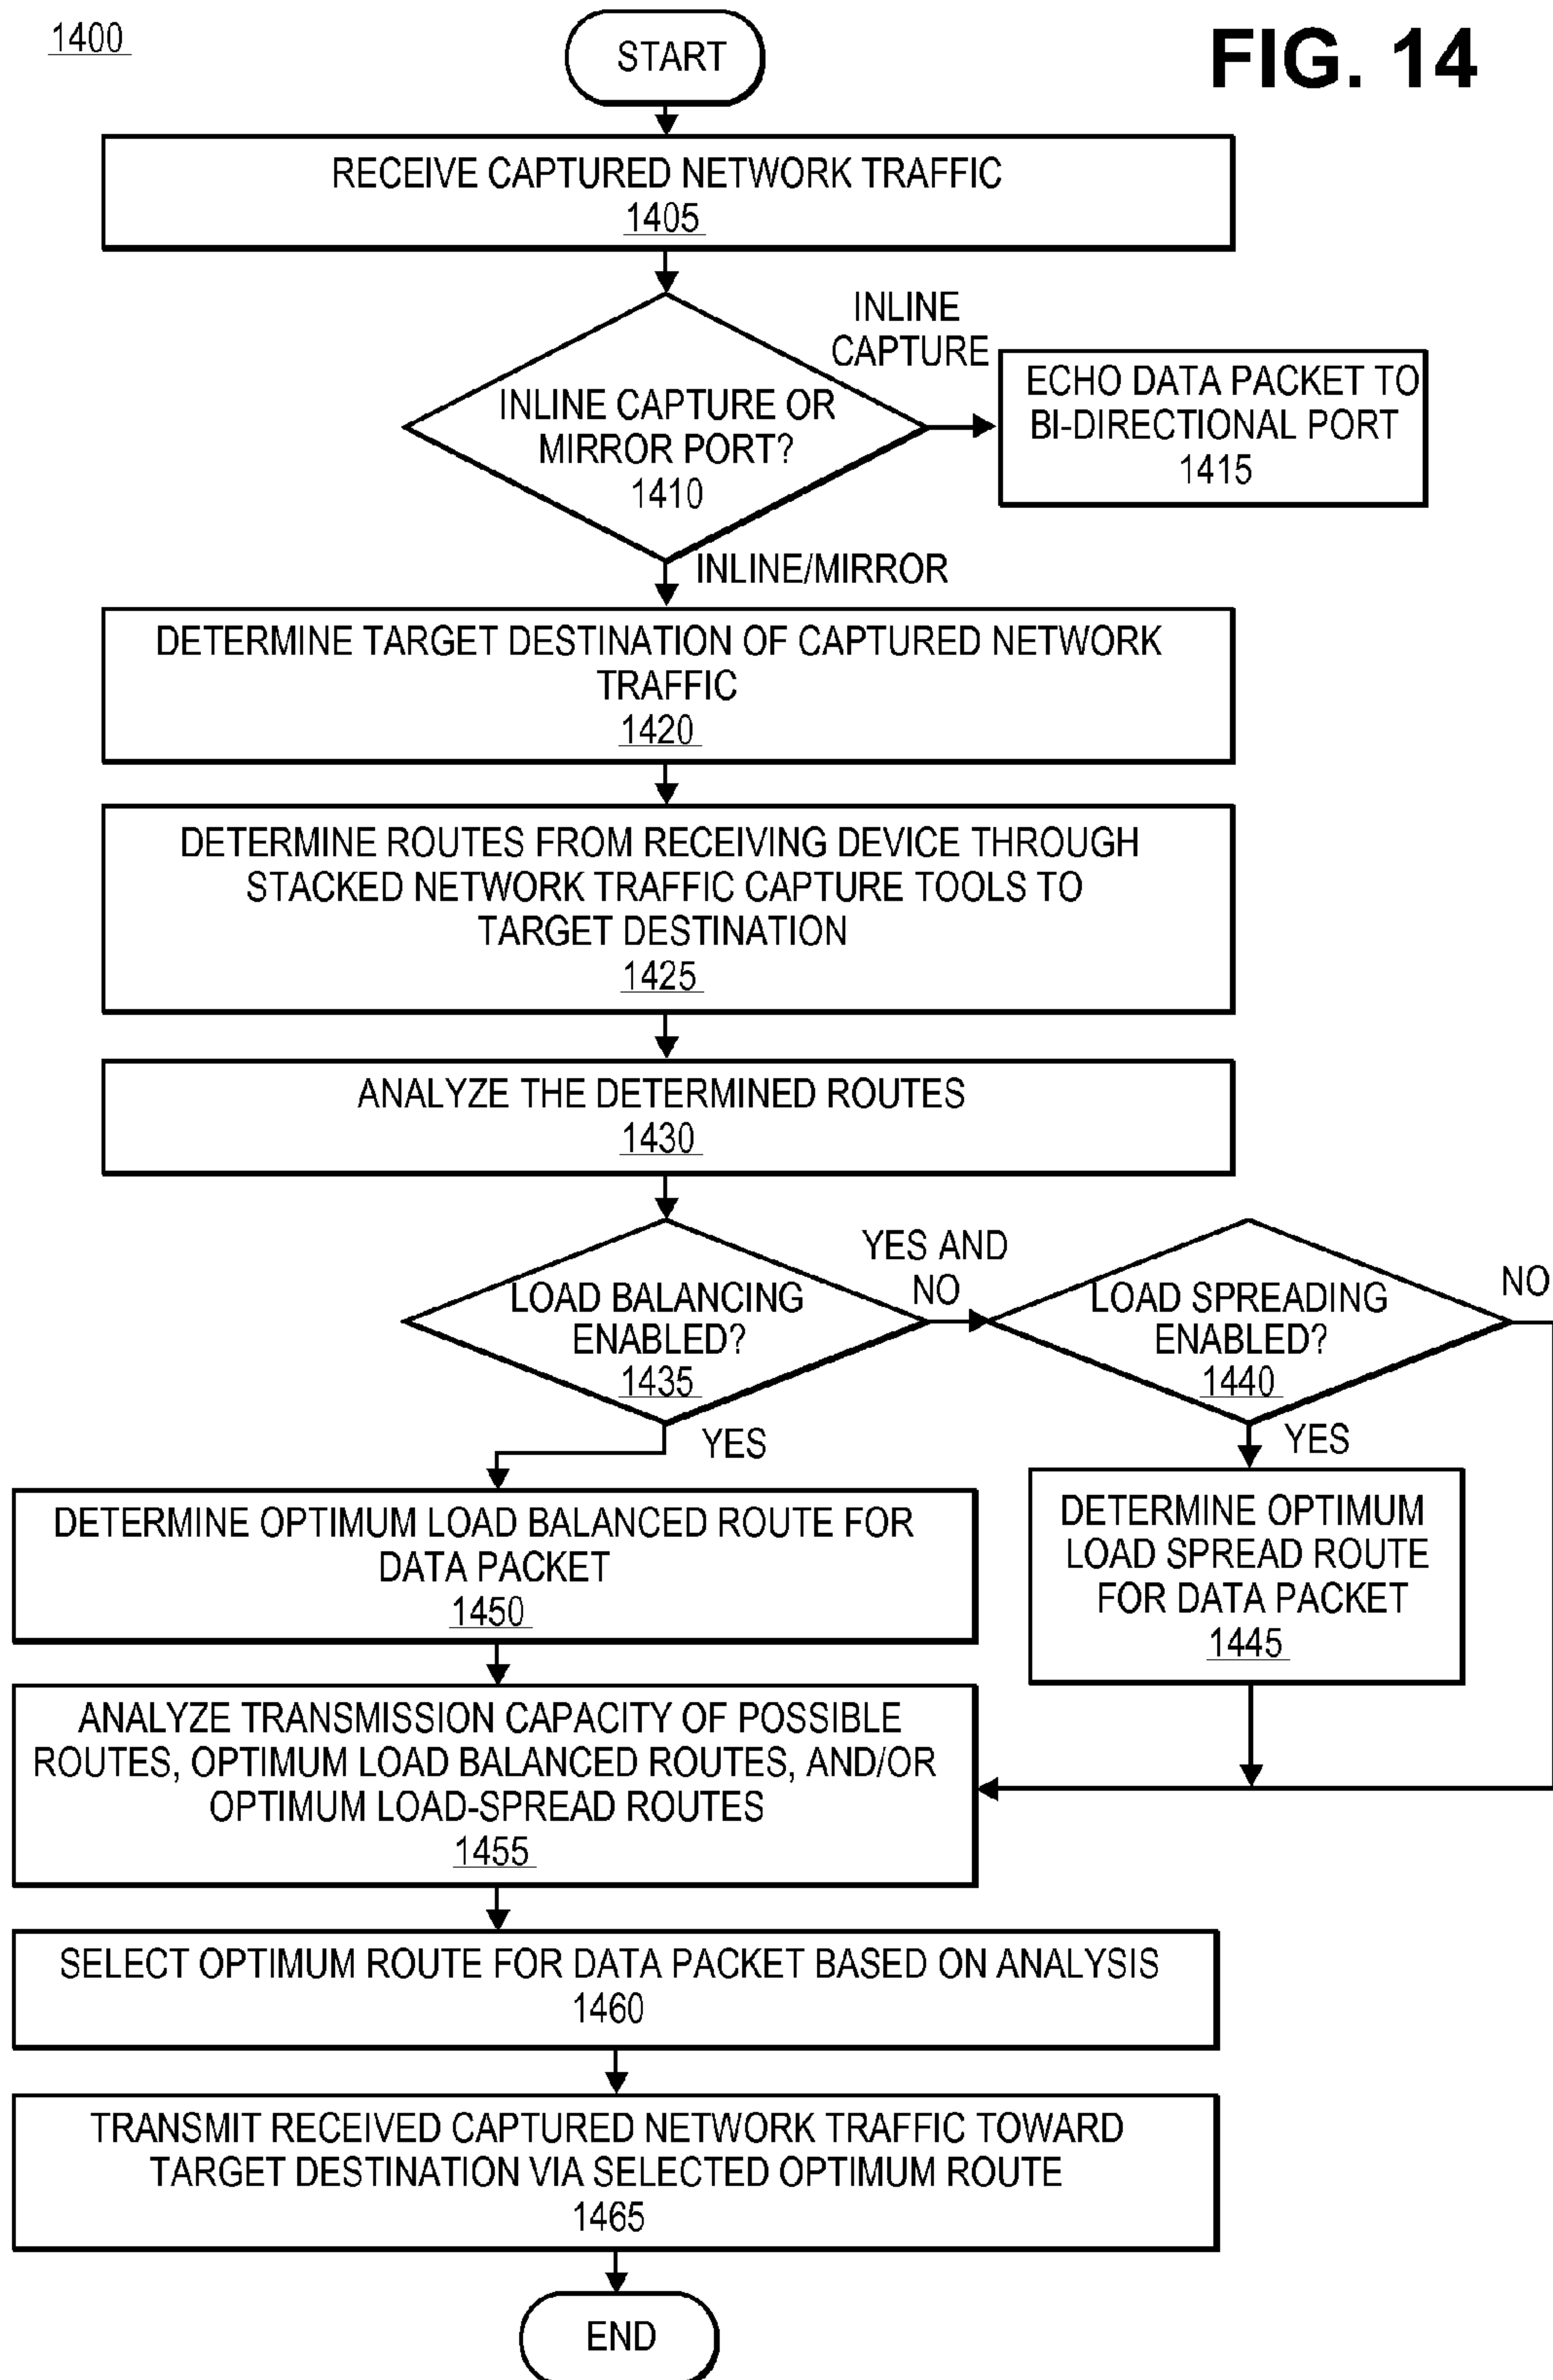 1400
START
FIG. 14
RECEIVE CAPTURED NETWORK TRAFFIC
1405
INLINE
CAPTURE
INLINE CAPTURE OR
MIRROR PORT?
1410
ECHO DATA PACKET TO
BI-DIRECTIONAL PORT
1415
INLINE/MIRROR
DETERMINE TARGET DESTINATION OF CAPTURED NETWORK
TRAFFIC
1420
DETERMINE ROUTES FROM RECEIVING DEVICE THROUGH
STACKED NETWORK TRAFFIC CAPTURE TOOLS TO
TARGET DESTINATION
1425
ANALYZE THE DETERMINED ROUTES
1430
LOAD BALANCING
ENABLED?
1435
YES AND
NO
LOAD SPREADING
ENABLED?
1440
NO
YES
YES
DETERMINE OPTIMUM LOAD BALANCED ROUTE FOR
DATA PACKET
1450
DETERMINE OPTIMUM
LOAD SPREAD ROUTE
FOR DATA PACKET
1445
ANALYZE TRANSMISSION CAPACITY OF POSSIBLE
ROUTES, OPTIMUM LOAD BALANCED ROUTES, AND/OR
OPTIMUM LOAD-SPREAD ROUTES
1455
SELECT OPTIMUM ROUTE FOR DATA PACKET BASED ON ANALYSIS
1460
TRANSMIT RECEIVED CAPTURED NETWORK TRAFFIC TOWARD
TARGET DESTINATION VIA SELECTED OPTIMUM ROUTE
1465
END